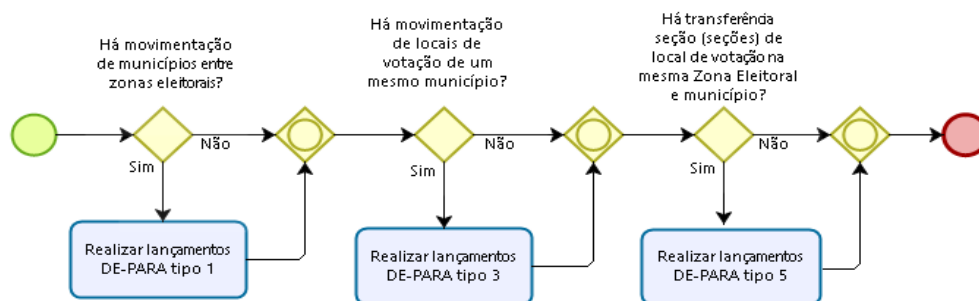 Há movimentação
de municípios entre
zonas eleitorais?
Não
Sim
Realizar lançamentos
DE-PARA tipo 1
Há movimentação
de locais de
votação de um
mesmo município?
Não
Sim
Realizar lançamentos
DE-PARA tipo 3
Há transferência
seção (seções) de
local de votação na
mesma Zona Eleitoral
e município?
Não
Sim
Realizar lançamentos
DE-PARA tipo 5